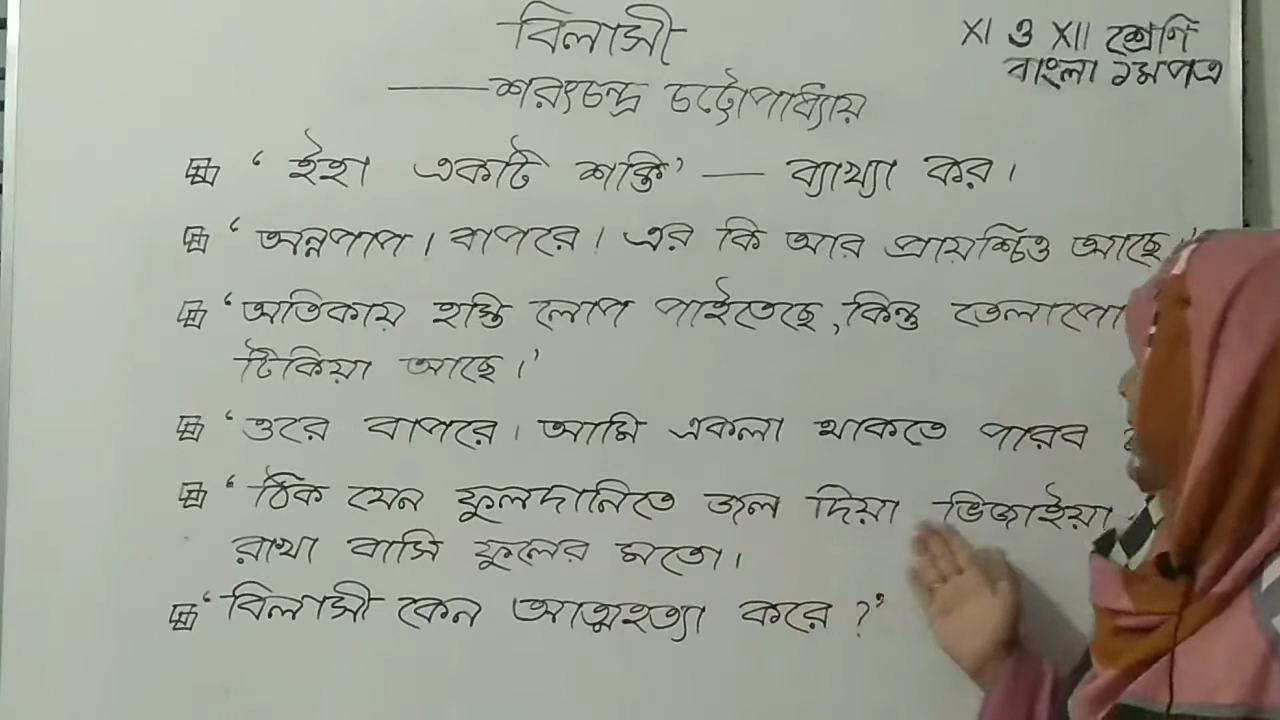 বিলাসী
XI ও XII শ্রেণি
বাংলা ১মপত্র
—শরৎচন্দ্র চট্টোপাধ্যায়
‘ইহা একটি শক্তি’ — ব্যাখ্যা কর।
‘অন্নপাপ। বাপরে! এর কি আর প্রায়শ্চিত্ত আছে।’
‘অতিকায় হস্তি লোপ পাইতেছে, কিন্তু তেলাপো
টিকিয়া আছে।’
‘ওরে বাপরে। আমি একলা থাকতে পারব
‘ঠিক যেন ফুলদানিতে জল দিয়া ভিজাইয়া
রাখা বাসি ফুলের মতো।
‘বিলাসী কেন আত্মহত্যা করে?’